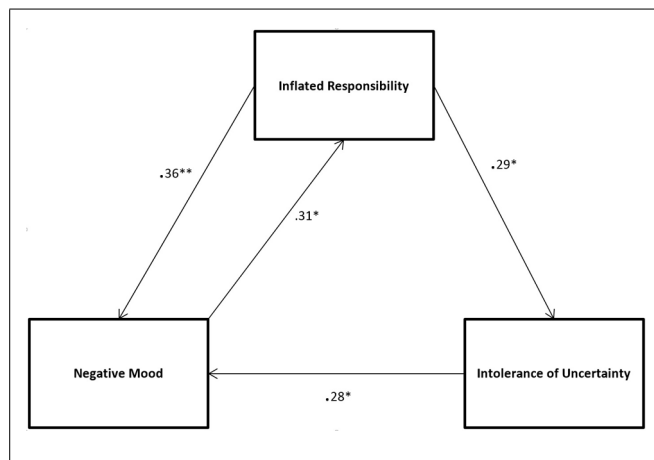 Inflated Responsibility
.36**
.31*
.29*
Negative Mood
Intolerance of Uncertainty
.28*